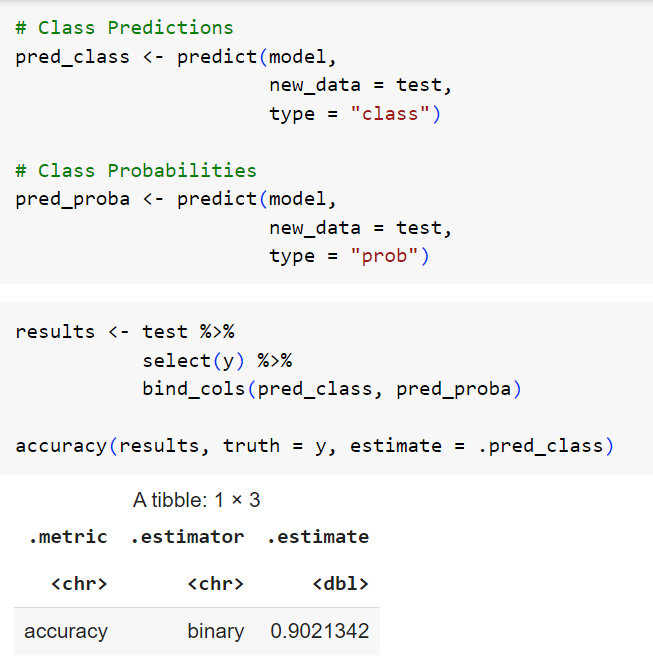 # Class Predictions
pred_class <- predict(model,
                      new_data = test,
                      type = "class")
# Class Probabilities
pred_proba <- predict(model,
                      new_data = test,
                      type = "prob")
results <- test %>%
           select(y) %>%
           bind_cols(pred_class, pred_proba)
accuracy(results, truth = y, estimate = .pred_class)
A tibble: 1 × 3
.metric .estimator .estimate
<chr> <chr> <dbl>
accuracy binary 0.9021342